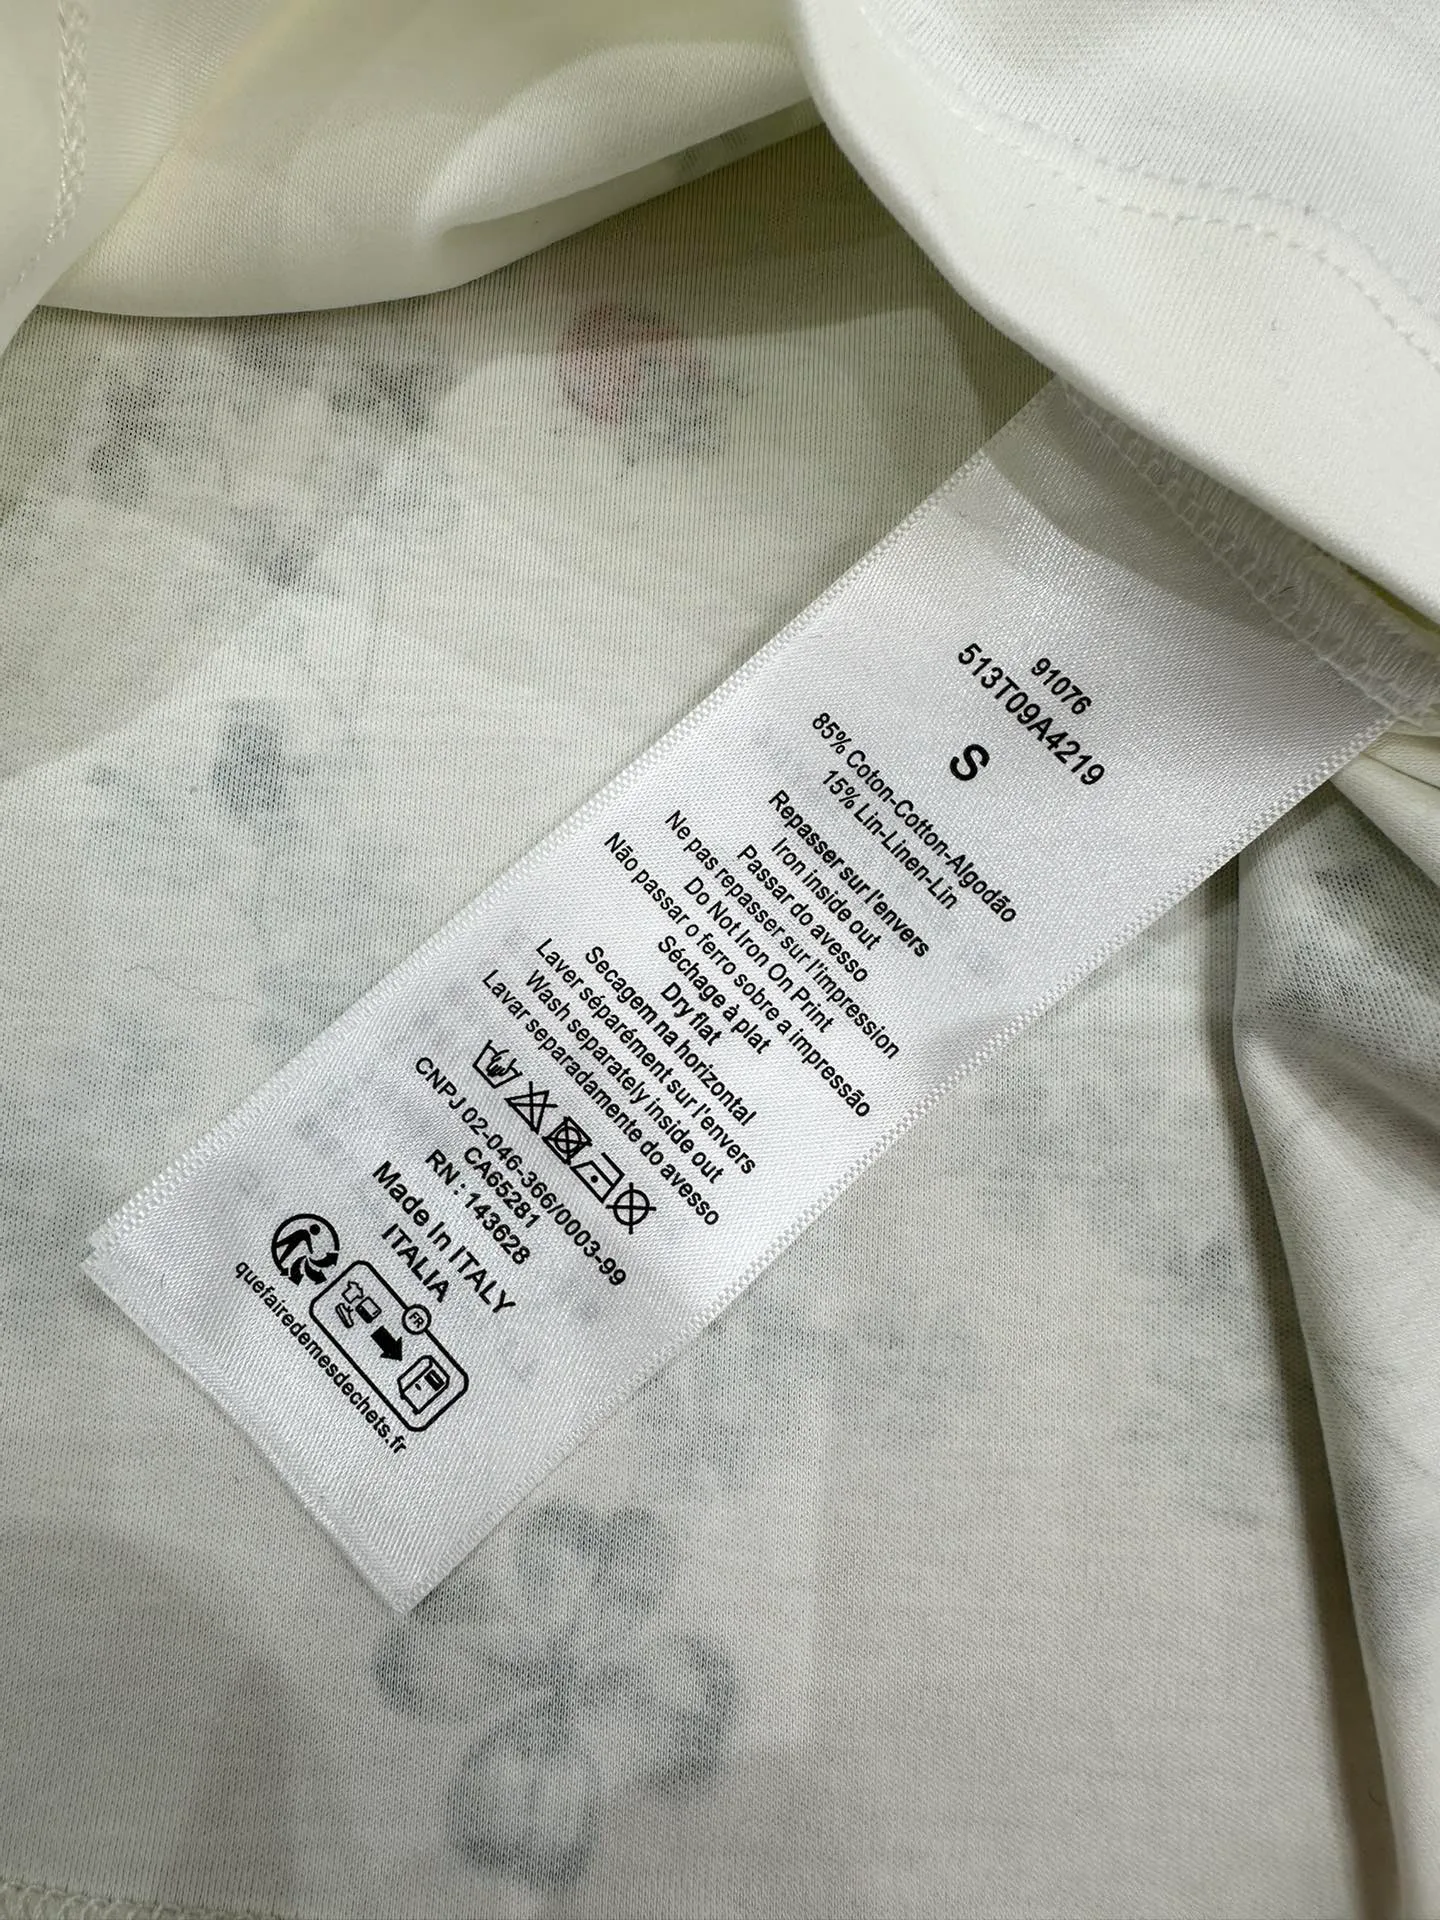 91076
513T09A4219
S
85% Coton-Cotton-Algodão
15% Lin-Linen-Lin
Repasser sur l'envers
Iron inside out
Passar do avesso
Ne pas repasser sur l'impression
Do Not Iron On Print
Não passar o ferro sobre a impressão
Séchage à plat
Dry flat
Secagem na horizontal
Laver séparément sur l'envers
Wash separately inside out
Lavar separadamente do avesso
CNPJ 02-046-366/0003-99
CA65281
RN : 143628
Made In ITALY
ITALIA
FR
quefairedemesdechets.fr